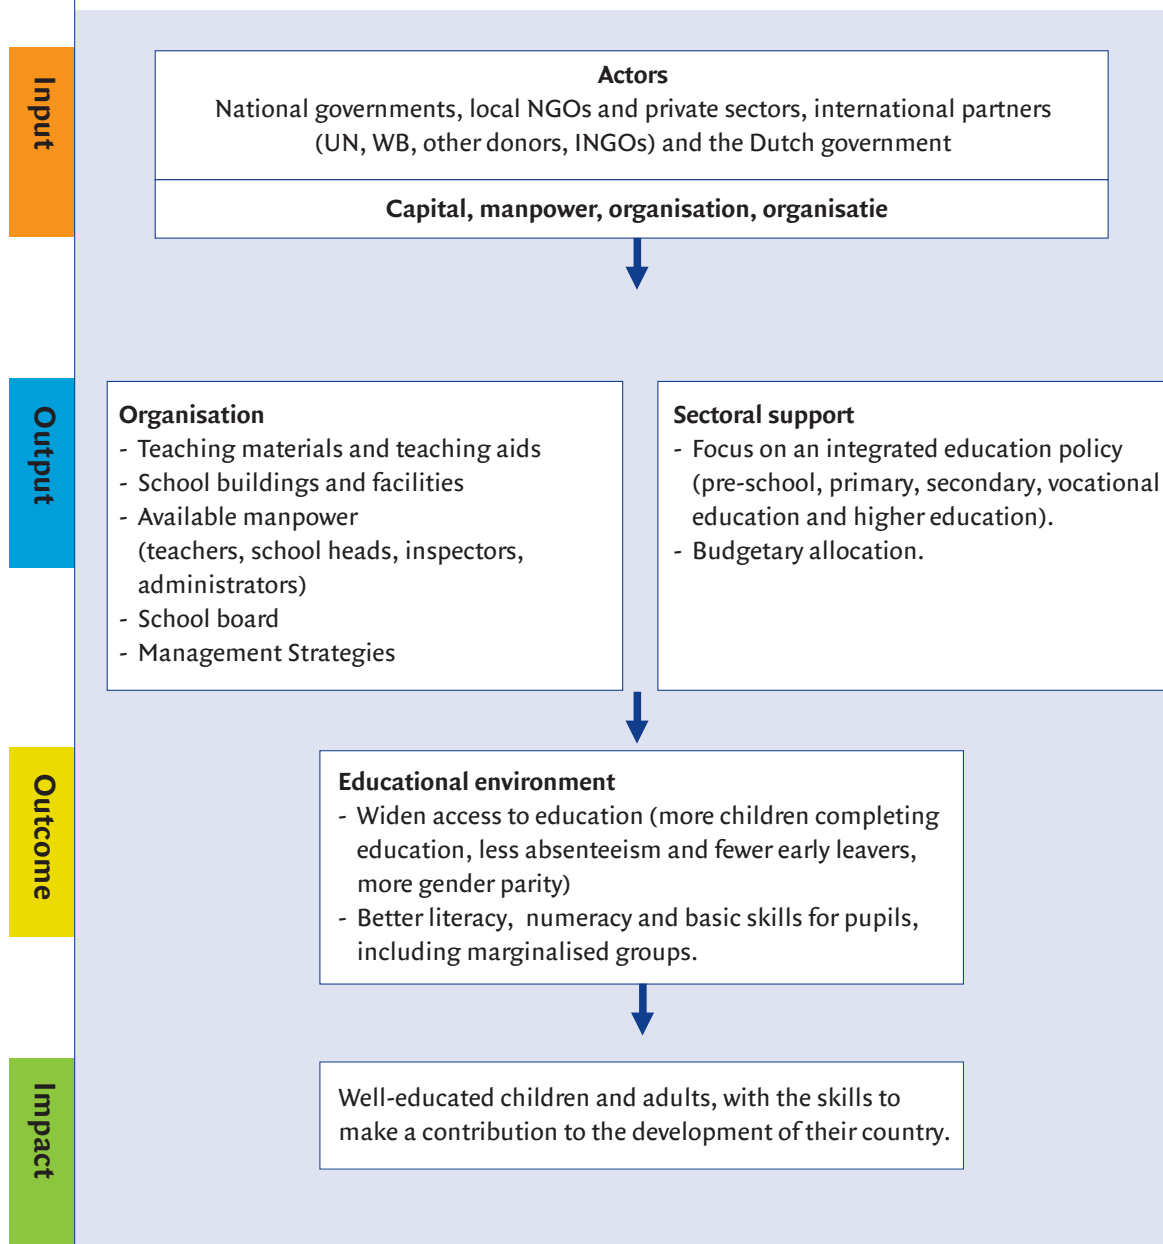 Input
Actors
National governments, local NGOs and private sectors, international partners
(UN, WB, other donors, INGOs) and the Dutch government
Capital, manpower, organisation, organisatie
Output
Organisation
- Teaching materials and teaching aids
- School buildings and facilities
- Available manpower
(teachers, school heads, inspectors,
administrators)
- School board
- Management Strategies
Sectoral support
- Focus on an integrated education policy
(pre-school, primary, secondary, vocational
education and higher education).
- Budgetary allocation.
Outcome
Educational environment
- Widen access to education (more children completing
education, less absenteeism and fewer early leavers,
more gender parity)
- Better literacy, numeracy and basic skills for pupils,
including marginalised groups.
Impact
Well-educated children and adults, with the skills to
make a contribution to the development of their country.